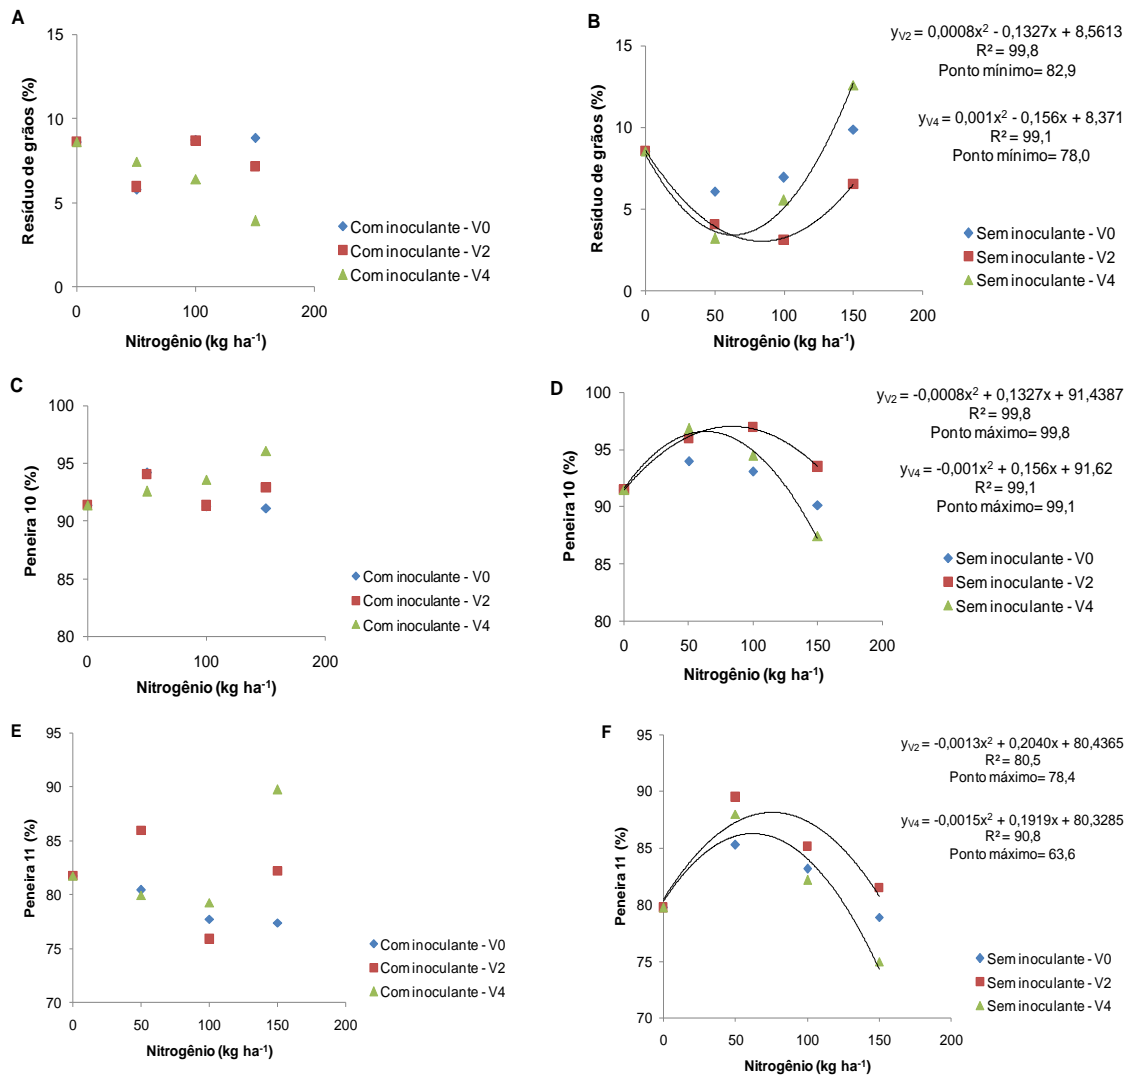 A
15
10
5
0
0
100
200
Resíduo de grãos (%)
Nitrogênio (kg ha⁻¹)
Com inoculante - V0
Com inoculante - V2
Com inoculante - V4
B
15
10
5
0
0
50
100
150
200
Resíduo de grãos (%)
Nitrogênio (kg ha⁻¹)
yV2 = 0,0008x² - 0,1327x + 8,5613
R² = 99,8
Ponto mínimo= 82,9
yV4 = 0,001x² - 0,156x + 8,371
R² = 99,1
Ponto mínimo= 78,0
Sem inoculante - V0
Sem inoculante - V2
Sem inoculante - V4
C
100
95
90
85
80
0
100
200
Peneira 10 (%)
Nitrogênio (kg ha⁻¹)
Com inoculante - V0
Com inoculante - V2
Com inoculante - V4
D
100
95
90
85
80
0
50
100
150
200
Peneira 10 (%)
Nitrogênio (kg ha⁻¹)
yV2 = -0,0008x² + 0,1327x + 91,4387
R² = 99,8
Ponto máximo= 99,8
yV4 = -0,001x² + 0,156x + 91,62
R² = 99,1
Ponto máximo= 99,1
Sem inoculante - V0
Sem inoculante - V2
Sem inoculante - V4
E
95
90
85
80
75
70
0
50
100
150
200
Peneira 11 (%)
Nitrogênio (kg ha⁻¹)
Com inoculante - V0
Com inoculante - V2
Com inoculante - V4
F
95
90
85
80
75
70
0
50
100
150
200
Peneira 11 (%)
Nitrogênio (kg ha⁻¹)
yV2 = -0,0013x² + 0,2040x + 80,4365
R² = 80,5
Ponto máximo= 78,4
yV4 = -0,0015x² + 0,1919x + 80,3285
R² = 90,8
Ponto máximo= 63,6
Sem inoculante - V0
Sem inoculante - V2
Sem inoculante - V4